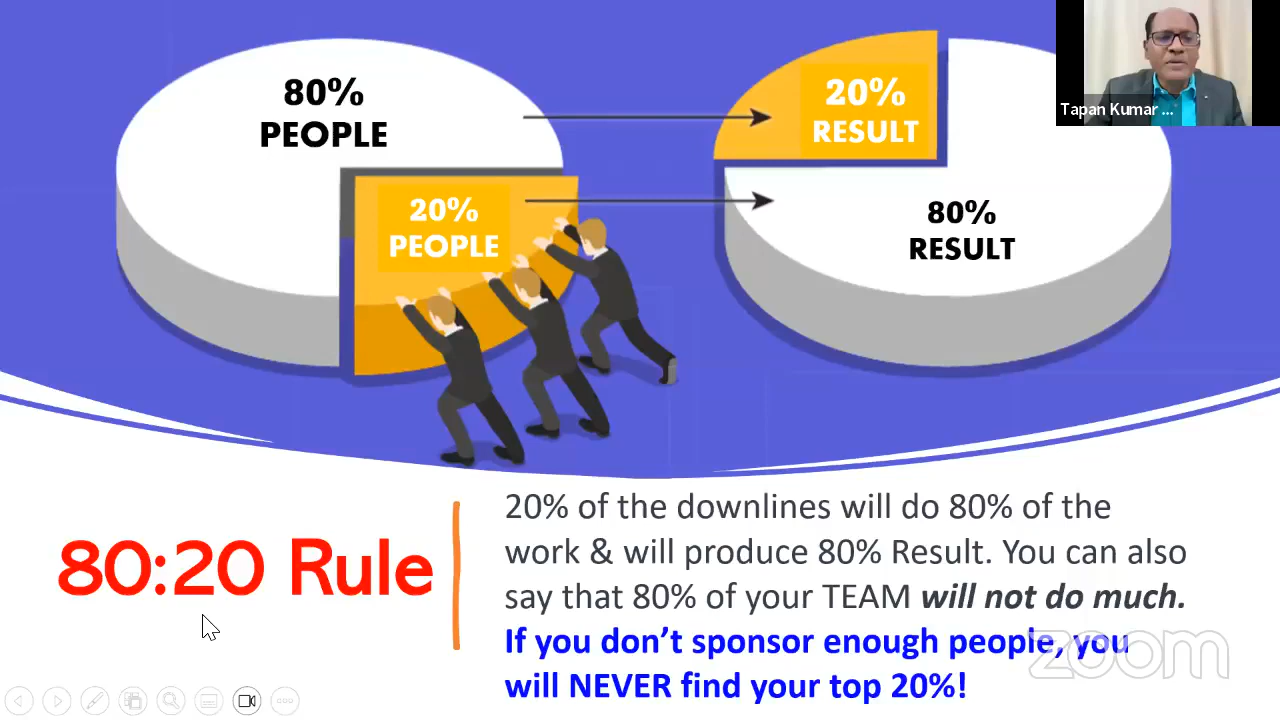 80%
PEOPLE
20%
PEOPLE
20%
RESULT
80%
RESULT
Tapan Kumar ...
80:20 Rule
20% of the downlines will do 80% of the
work & will produce 80% Result. You can also
say that 80% of your TEAM will not do much.
If you don’t sponsor enough people, you
will NEVER find your top 20%!
zoom